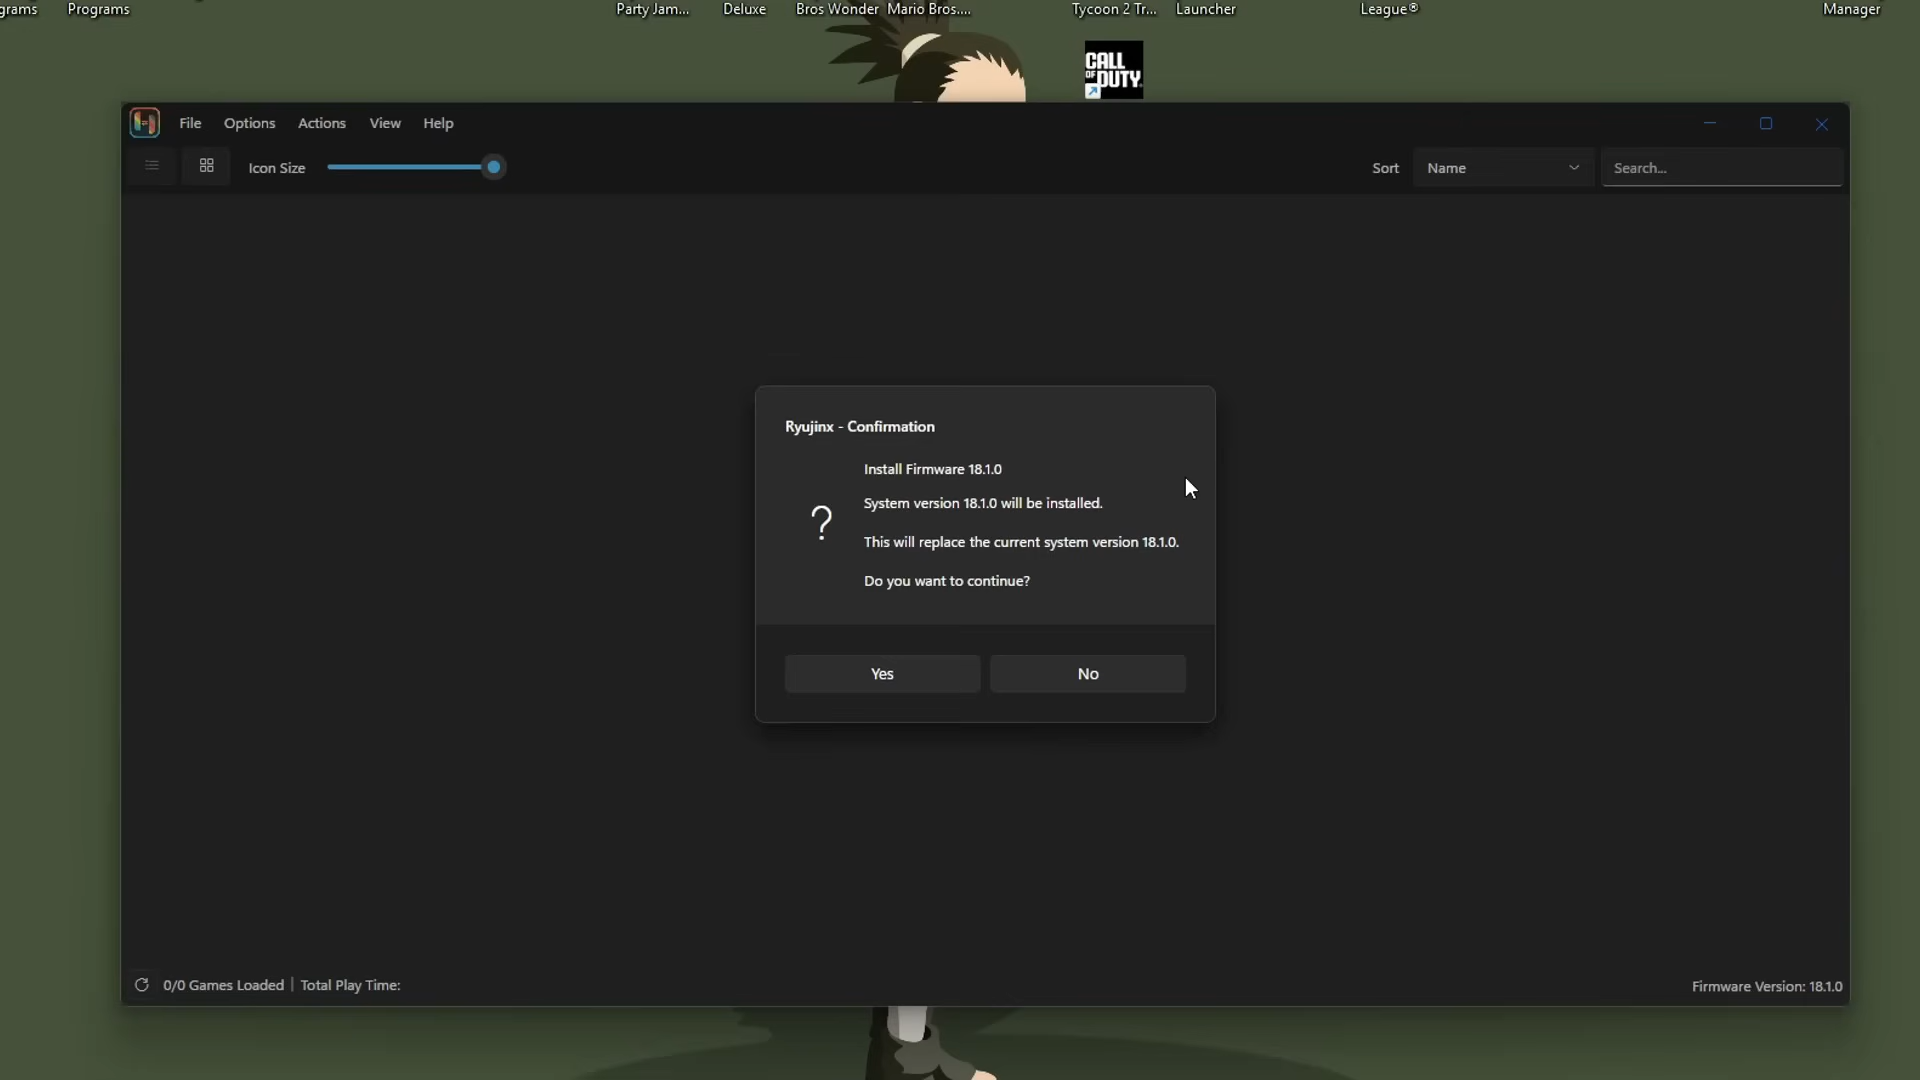 grams Programs Party Jam... Deluxe Bros Wonder Mario Bros.... Tycoon 2 Tr... Launcher League® Manager
CALL
OF DUTY
File Options Actions View Help
Icon Size Sort Name Search...
Ryujinx - Confirmation
Install Firmware 18.1.0
System version 18.1.0 will be installed.
?
This will replace the current system version 18.1.0.
Do you want to continue?
Yes No
0/0 Games Loaded | Total Play Time: Firmware Version: 18.1.0